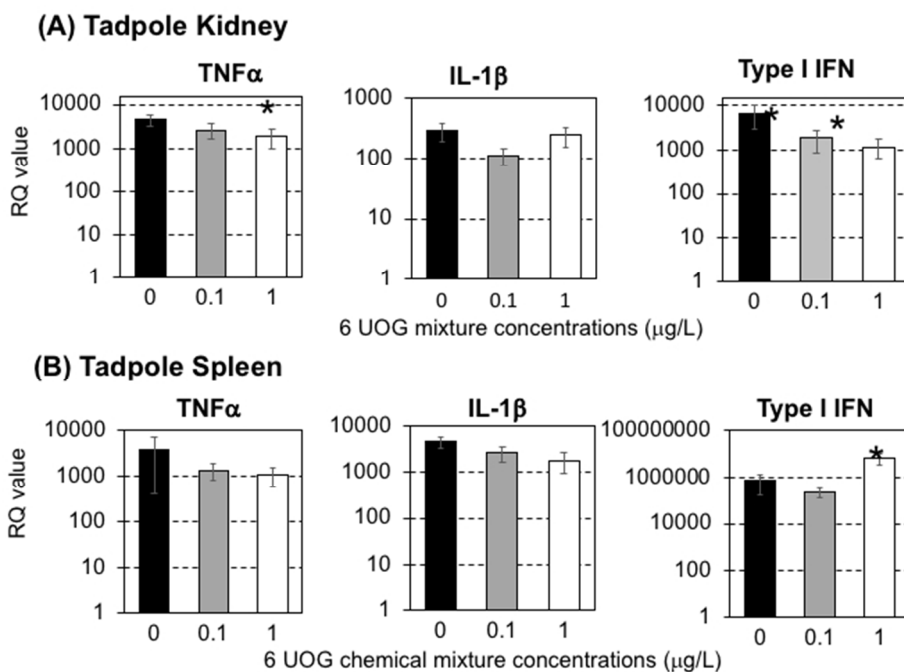 (A) Tadpole Kidney
TNFα
IL-1β
Type I IFN
RQ value
10000
1000
100
10
1
*
0 0.1 1
1000
100
10
1
0 0.1 1
10000
1000
100
10
1
* *
0 0.1 1
6 UOG mixture concentrations (µg/L)
(B) Tadpole Spleen
TNFα
IL-1β
Type I IFN
RQ value
10000
1000
100
10
1
0 0.1 1
10000
1000
100
10
1
0 0.1 1
100000000
1000000
10000
100
1
*
0 0.1 1
6 UOG chemical mixture concentrations (µg/L)